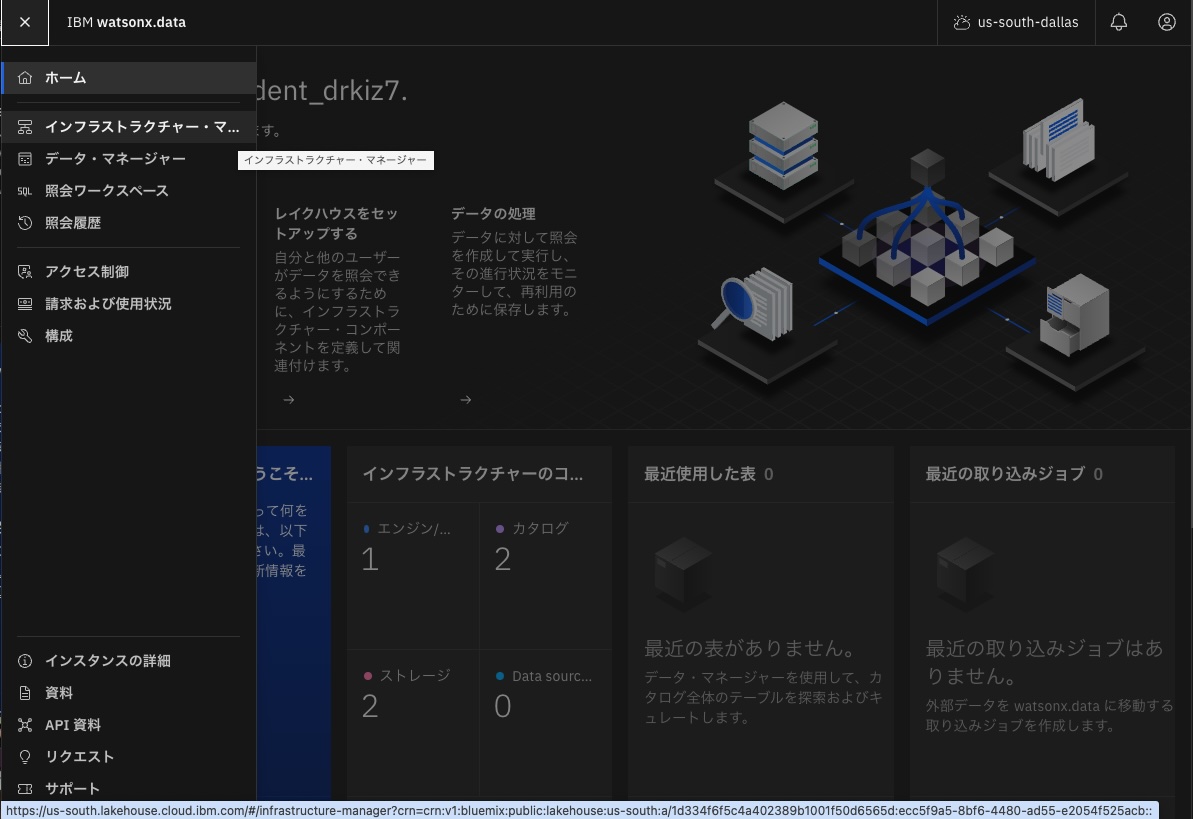 IBM watsonx.data
us-south-dallas
ホーム
dent_drkiz7.
インフラストラクチャー・マ...
ます。
データ・マネージャー
インフラストラクチャー・マネージャー
SQL 照会ワークスペース
照会履歴
アクセス制御
請求および使用状況
構成
レイクハウスをセッ
トアップする
自分と他のユーザー
がデータを照会でき
るようにするため
に、インフラストラ
クチャー・コンポー
ネントを定義して関
連付けます。
データの処理
データに対して照会
を作成して実行し、
その進行状況をモニ
ターして、再利用の
ために保存します。
うこそ...
って何を
は、以下
さい。最
新情報を
インフラストラクチャーのコ...
エンジン/...
1
カタログ
2
ストレージ
2
Data sourc...
0
最近使用した表 0
最近の表がありません。
データ・マネージャーを使用して、カ
タログ全体のテーブルを探索およびキ
ュレートします。
最近の取り込みジョブ 0
最近の取り込みジョブはあ
りません。
外部データを watsonx.data に移動する
取り込みジョブを作成します。
インスタンスの詳細
資料
API 資料
リクエスト
サポート
https://us-south.lakehouse.cloud.ibm.com/#/infrastructure-manager?crn=crn:v1:bluemix:public:lakehouse:us-south:a/1d334f6f5c4a402389b1001f50d6565d:ecc5f9a5-8bf6-4480-ad55-e2054f525acb::